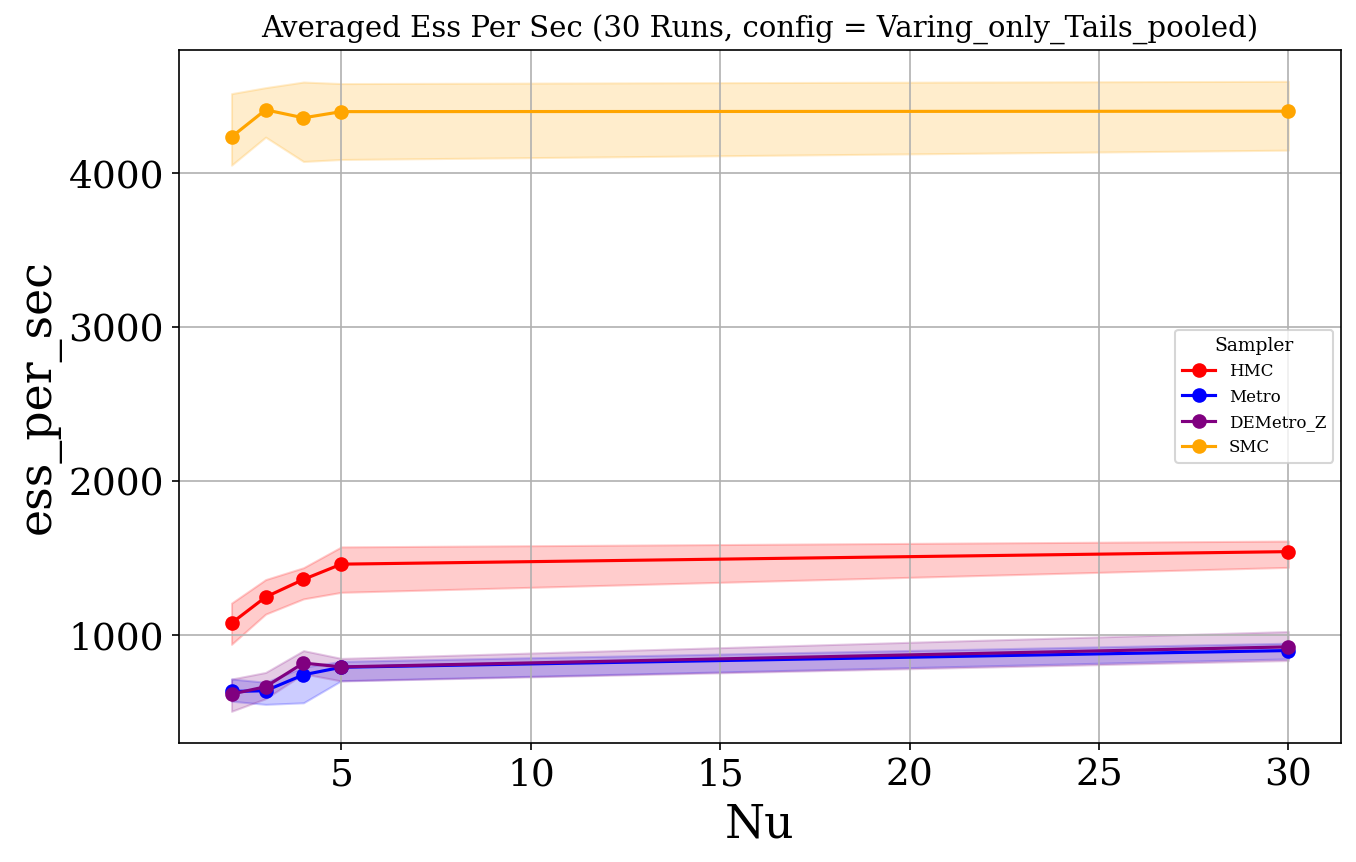 Averaged Ess Per Sec (30 Runs, config = Varing_only_Tails_pooled)
ess_per_sec
4000
3000
2000
1000
Sampler
HMC
Metro
DEMetro_Z
SMC
5 10 15 20 25 30
Nu